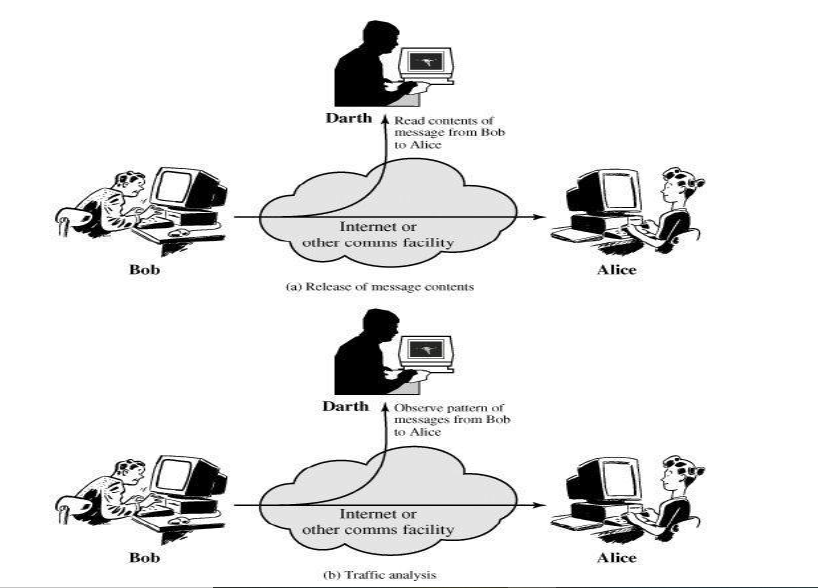 Darth
Read contents of
message from Bob
to Alice
Internet or
other comms facility
Bob
Alice
(a) Release of message contents
Darth
Observe pattern of
messages from Bob
to Alice
Internet or
other comms facility
Bob
Alice
(b) Traffic analysis